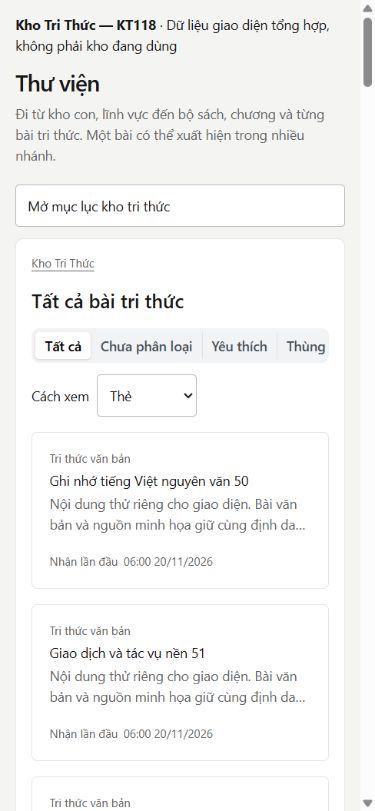 Kho Tri Thức — KT118 · Dữ liệu giao diện tổng hợp,
không phải kho đang dùng
Thư viện
Đi từ kho con, lĩnh vực đến bộ sách, chương và từng
bài tri thức. Một bài có thể xuất hiện trong nhiều
nhánh.
Mở mục lục kho tri thức
Kho Tri Thức
Tất cả bài tri thức
Tất cả Chưa phân loại Yêu thích Thùng
Cách xem Thẻ
Tri thức văn bản
Ghi nhớ tiếng Việt nguyên văn 50
Nội dung thử riêng cho giao diện. Bài văn
bản và nguồn minh họa giữ cùng định da...
Nhận lần đầu 06:00 20/11/2026
Tri thức văn bản
Giao dịch và tác vụ nền 51
Nội dung thử riêng cho giao diện. Bài văn
bản và nguồn minh họa giữ cùng định da...
Nhận lần đầu 06:00 20/11/2026
Tri thức văn bản